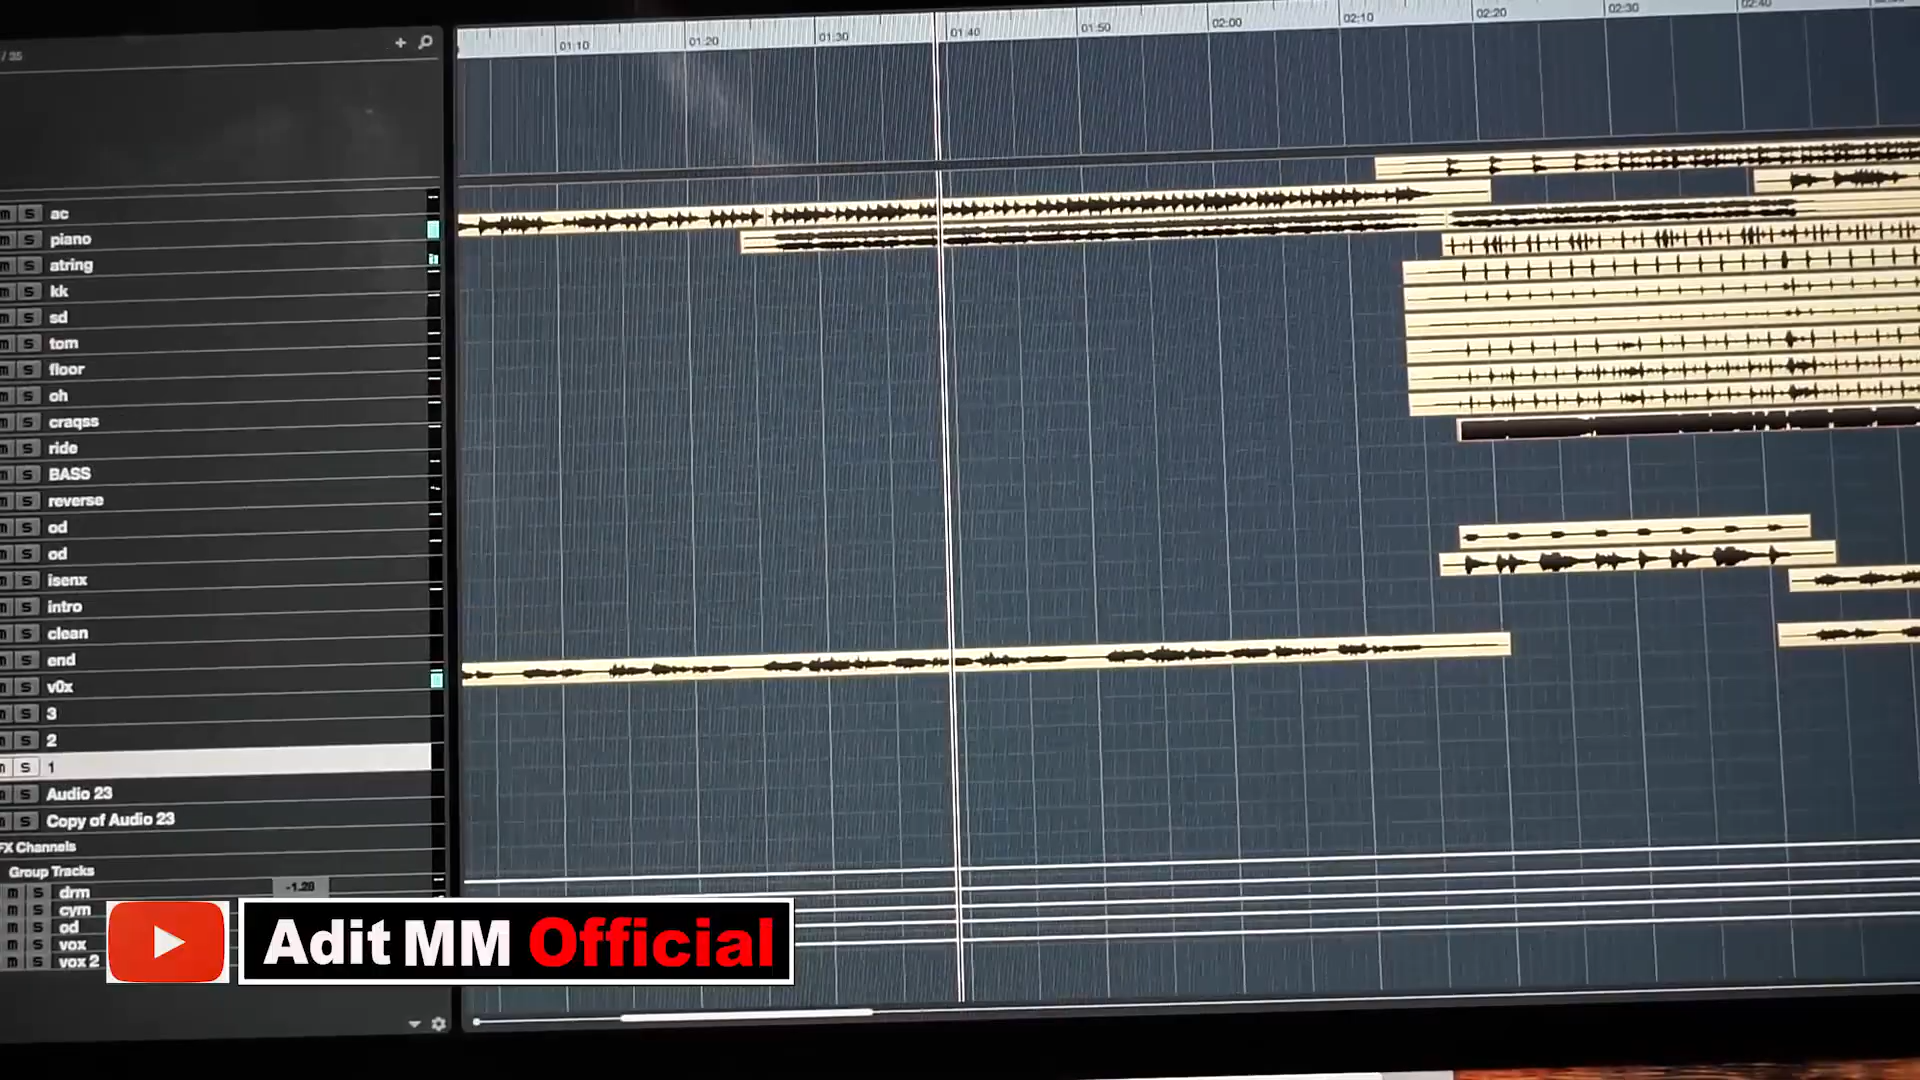 / 35
01:10 01:20 01:30 01:40 01:50 02:00 02:10 02:20 02:30 02:40
m S ac
m S piano
m S atring
m S kk
m S sd
m S tom
m S floor
m S oh
m S craqss
m S ride
m S BASS
m S reverse
m S od
m S od
m S isenx
m S intro
m S clean
m S end
m S v0x
m S 3
m S 2
m S 1
m S Audio 23
m S Copy of Audio 23
FX Channels
Group Tracks
m S drm
-1.20
m S cym
m S od
m S vox
m S vox 2
Adit MM Official